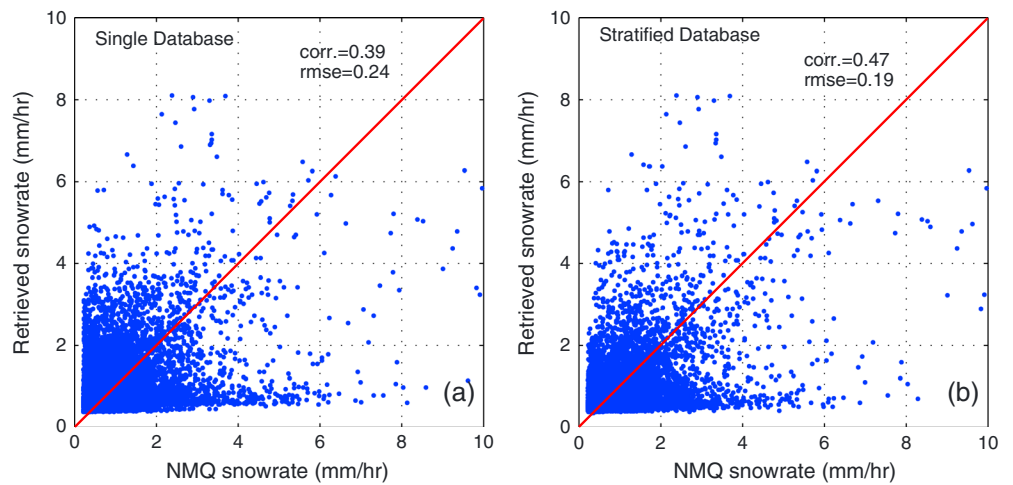 Single Database
corr.=0.39
rmse=0.24
(a)
Retrieved snowrate (mm/hr)
10
8
6
4
2
0
0 2 4 6 8 10
NMQ snowrate (mm/hr)
Stratified Database
corr.=0.47
rmse=0.19
(b)
Retrieved snowrate (mm/hr)
10
8
6
4
2
0
0 2 4 6 8 10
NMQ snowrate (mm/hr)